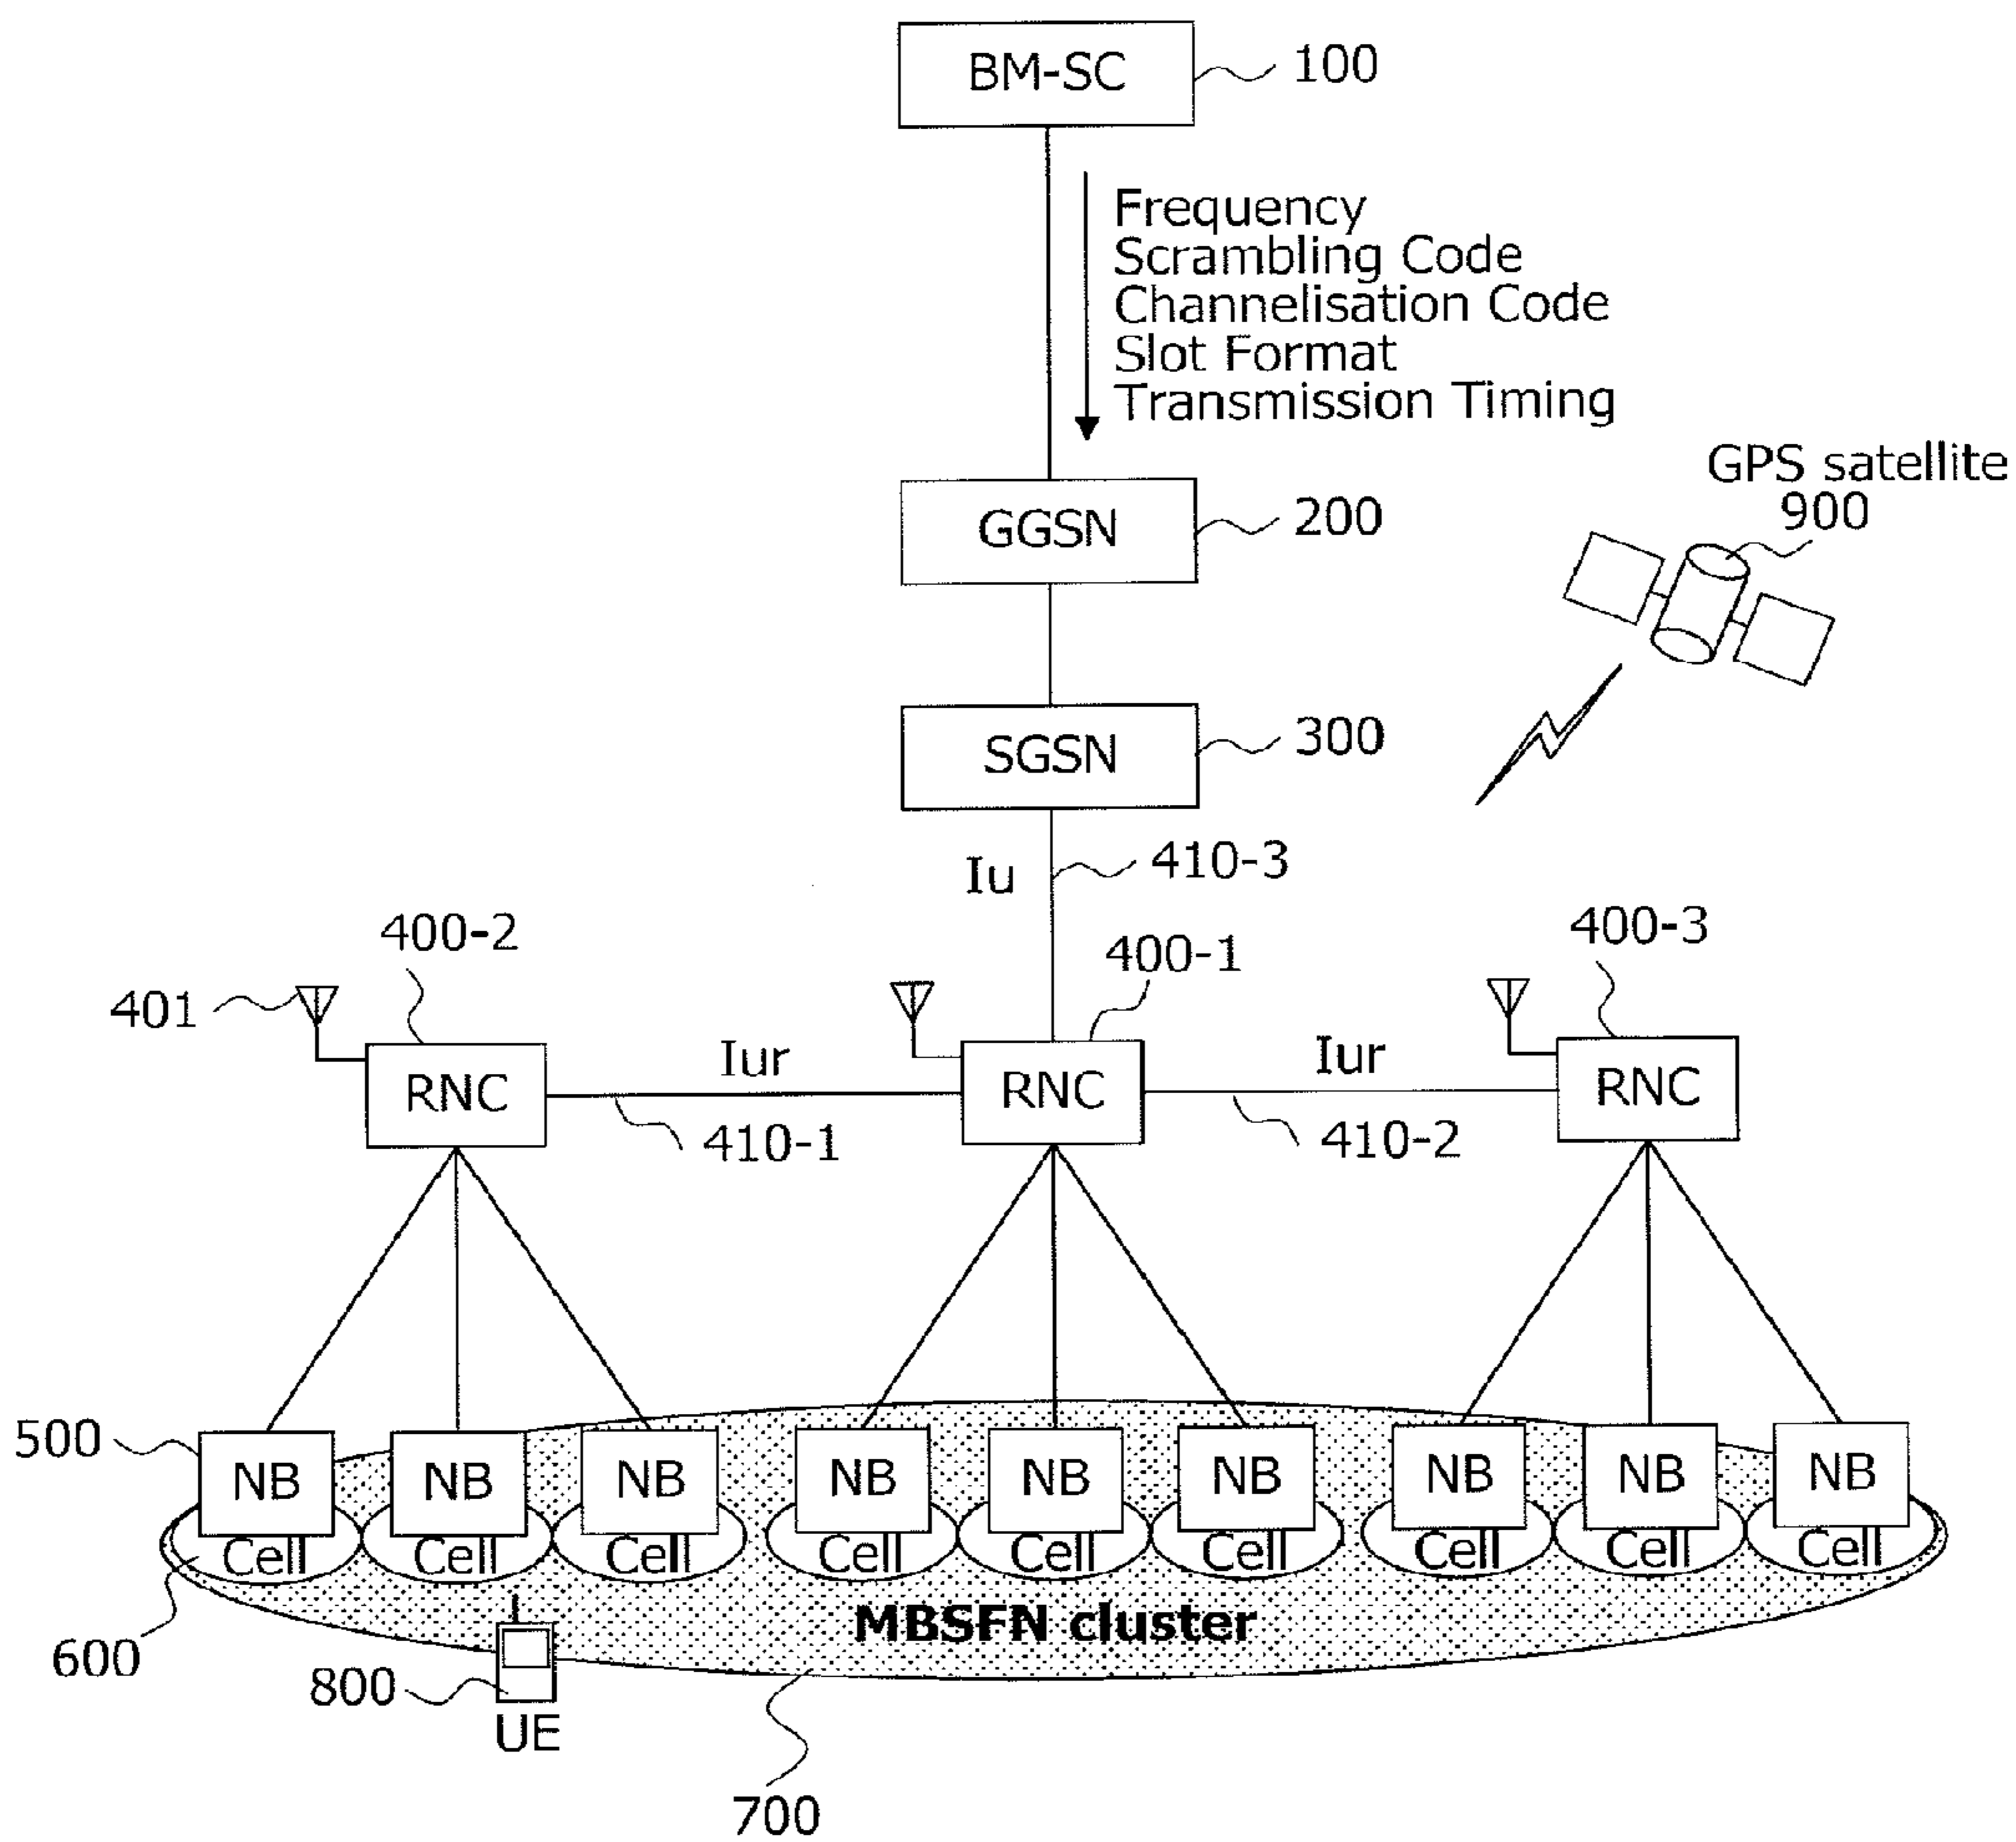 BM-SC
100
Frequency
Scrambling Code
Channelisation Code
Slot Format
Transmission Timing
GPS satellite
900
GGSN
200
SGSN
300
Iu
410-3
400-2
400-1
400-3
401
Iur
Iur
RNC
RNC
RNC
410-1
410-2
500
NB
NB
NB
NB
NB
NB
NB
NB
NB
Cell
Cell
Cell
Cell
Cell
Cell
Cell
Cell
Cell
MBSFN cluster
600
800
UE
700